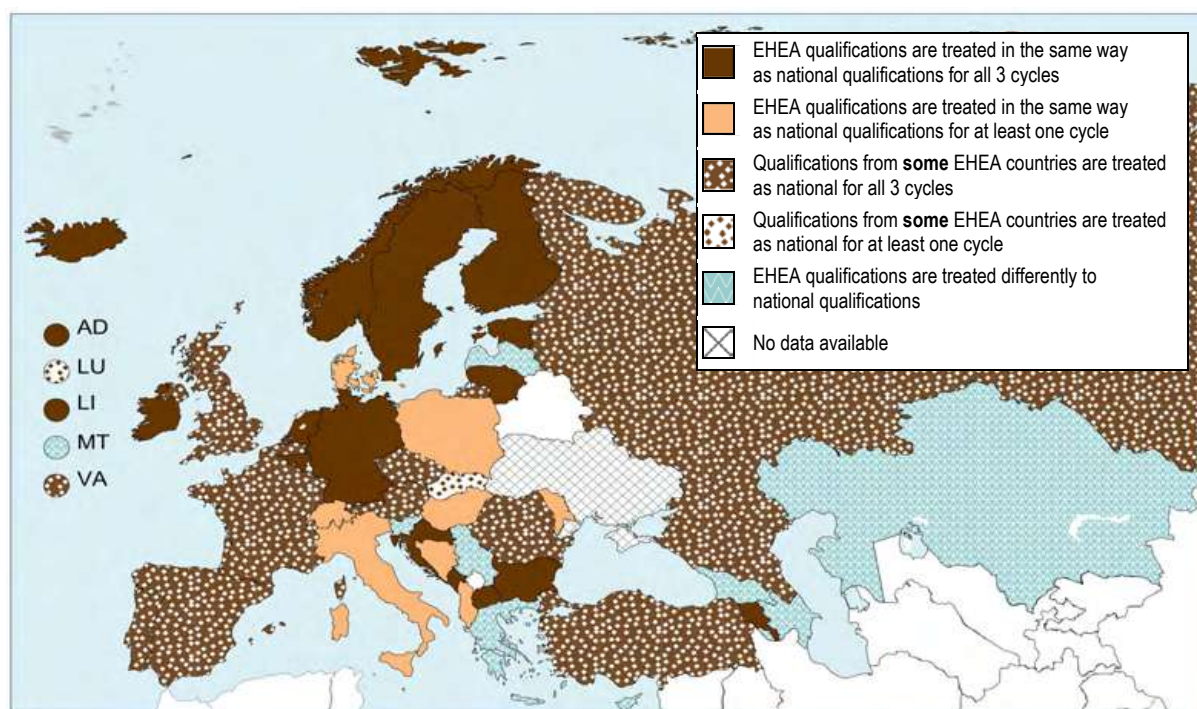 EHEA qualifications are treated in the same way
as national qualifications for all 3 cycles
EHEA qualifications are treated in the same way
as national qualifications for at least one cycle
Qualifications from some EHEA countries are treated
as national for all 3 cycles
Qualifications from some EHEA countries are treated
as national for at least one cycle
EHEA qualifications are treated differently to
national qualifications
No data available
AD
LU
LI
MT
VA